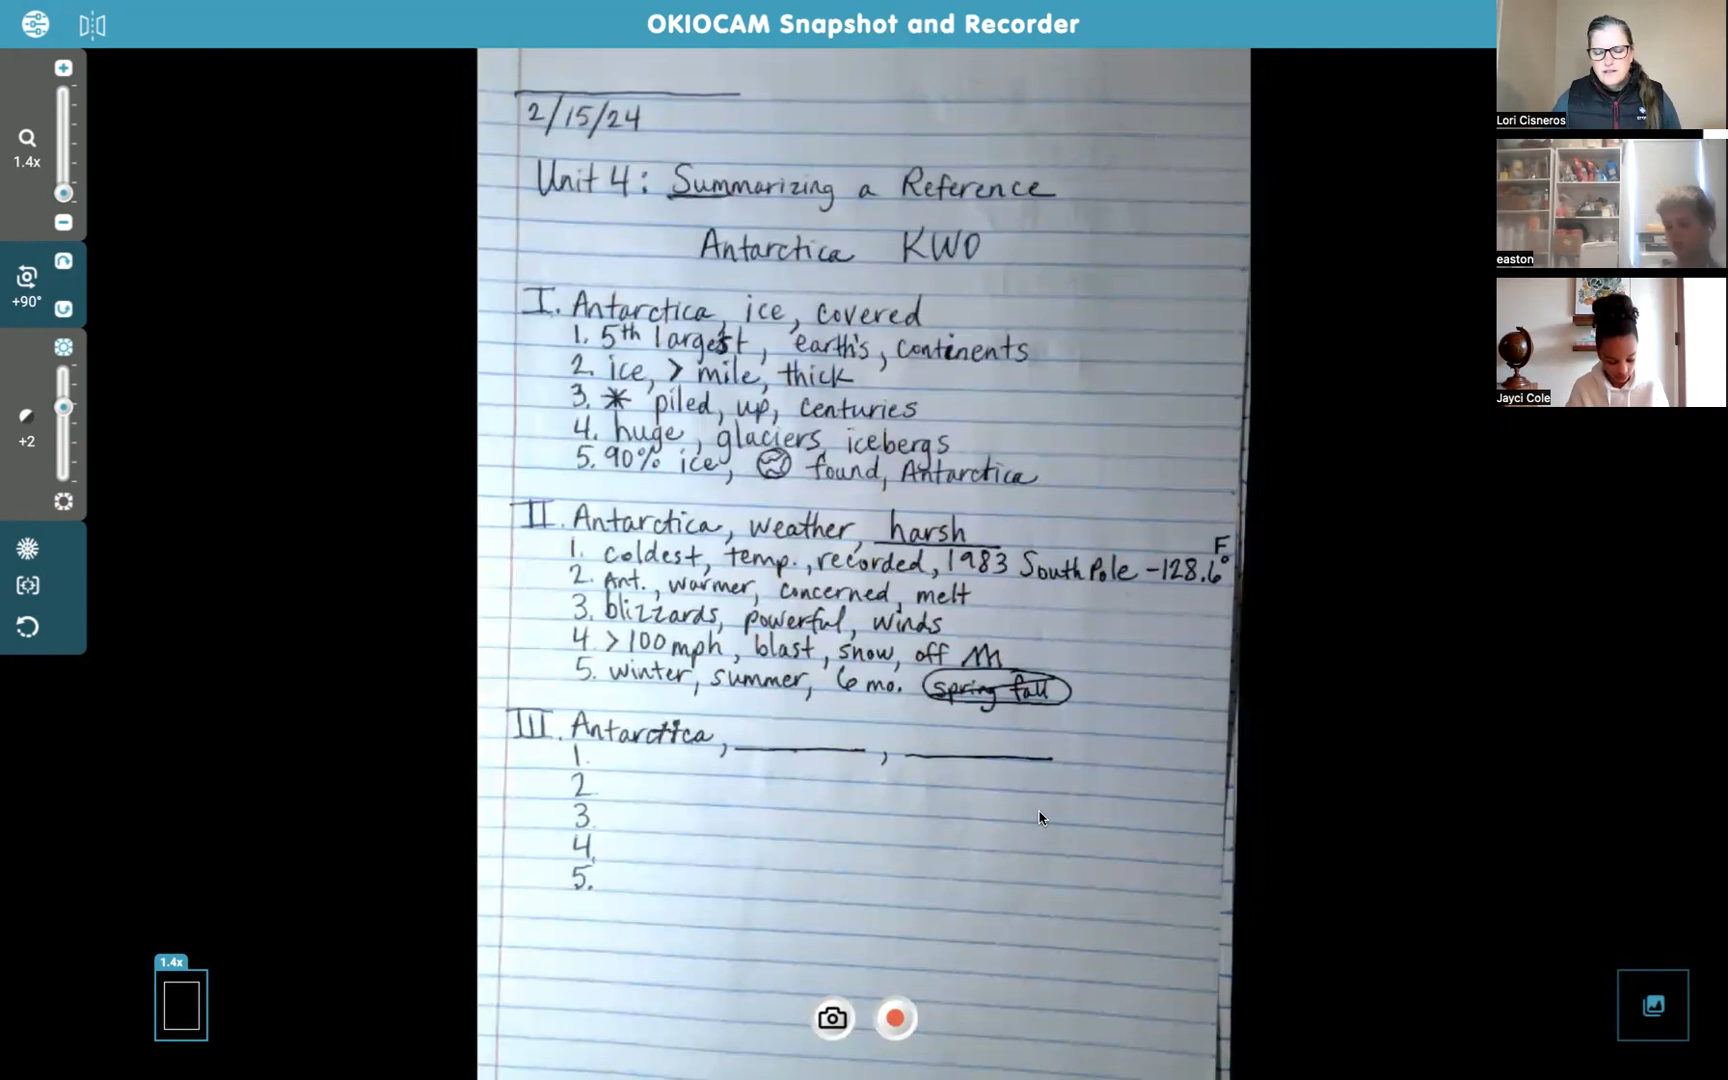 OKIOCAM Snapshot and Recorder
1.4x
+90°
+2
1.4x
2/15/24
Unit 4: Summarizing a Reference
Antarctica KWO
I. Antarctica, ice, covered
1. 5th largest, earth's, continents
2. ice, > mile, thick
3. * piled, up, centuries
4. huge, glaciers, icebergs
5. 90% ice, found, Antarctica
II. Antarctica, weather, harsh
1. coldest, temp., recorded, 1983 South Pole -128.6° F
2. Ant., warmer, concerned, melt
3. blizzards, powerful, winds
4. > 100 mph, blast, snow, off
5. winter, summer, 6 mo. spring fall
III. Antarctica, ,
1.
2.
3.
4.
5.
Lori Cisneros
easton
Jayci Cole